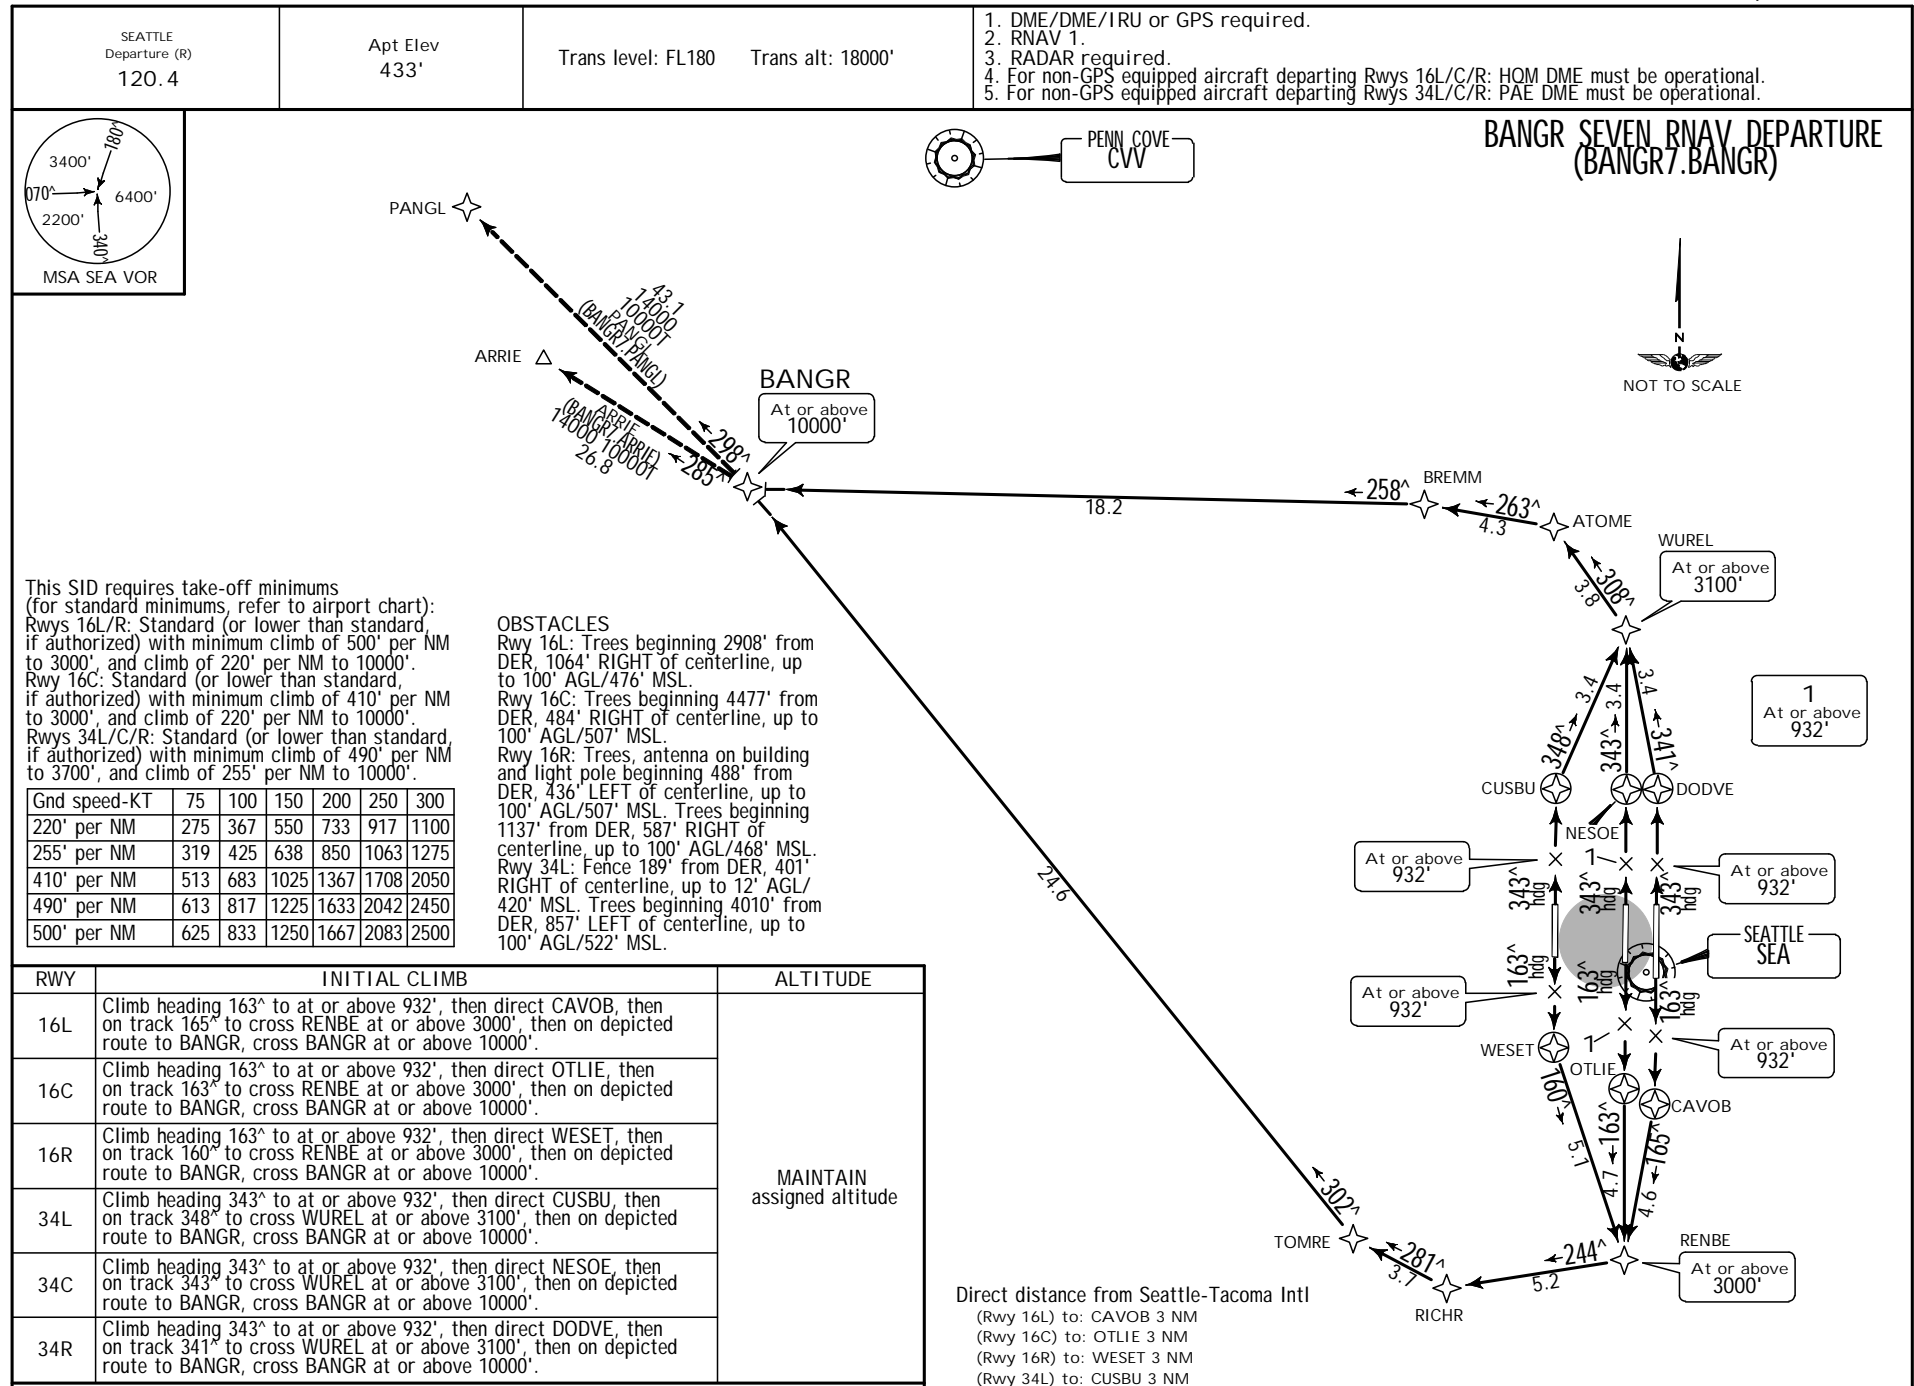 SEATTLE
Departure (R)
120.4
Apt Elev
433'
Trans level: FL180 Trans alt: 18000'
1. DME/DME/IRU or GPS required.
2. RNAV 1.
3. RADAR required.
4. For non-GPS equipped aircraft departing Rwys 16L/C/R: HQM DME must be operational.
5. For non-GPS equipped aircraft departing Rwys 34L/C/R: PAE DME must be operational.
BANGR SEVEN RNAV DEPARTURE
(BANGR7.BANGR)
180^
3400'
070^
6400'
2200'
340^
MSA SEA VOR
PENN COVE
CVV
PANGL
43.1
14000
10000T
PANGL
(BANGR7.PANGL)
298^
ARRIE
ARRIE
(BANGR7.ARRIE)
14000 10000T
26.8
285^
BANGR
At or above
10000'
N
NOT TO SCALE
258^
18.2
BREMM
263^
4.3
ATOME
308^
3.8
WUREL
At or above
3100'
24.6
This SID requires take-off minimums
(for standard minimums, refer to airport chart):
Rwys 16L/R: Standard (or lower than standard,
if authorized) with minimum climb of 500' per NM
to 3000', and climb of 220' per NM to 10000'.
Rwy 16C: Standard (or lower than standard,
if authorized) with minimum climb of 410' per NM
to 3000', and climb of 220' per NM to 10000'.
Rwys 34L/C/R: Standard (or lower than standard,
if authorized) with minimum climb of 490' per NM
to 3700', and climb of 255' per NM to 10000'.
Gnd speed-KT 75 100 150 200 250 300
220' per NM 275 367 550 733 917 1100
255' per NM 319 425 638 850 1063 1275
410' per NM 513 683 1025 1367 1708 2050
490' per NM 613 817 1225 1633 2042 2450
500' per NM 625 833 1250 1667 2083 2500
OBSTACLES
Rwy 16L: Trees beginning 2908' from
DER, 1064' RIGHT of centerline, up
to 100' AGL/476' MSL.
Rwy 16C: Trees beginning 4477' from
DER, 484' RIGHT of centerline, up to
100' AGL/507' MSL.
Rwy 16R: Trees, antenna on building
and light pole beginning 488' from
DER, 436' LEFT of centerline, up to
100' AGL/507' MSL. Trees beginning
1137' from DER, 587' RIGHT of
centerline, up to 100' AGL/468' MSL.
Rwy 34L: Fence 189' from DER, 401'
RIGHT of centerline, up to 12' AGL/
420' MSL. Trees beginning 4010' from
DER, 857' LEFT of centerline, up to
100' AGL/522' MSL.
1
At or above
932'
348^
3.4
343^
3.4
341^
3.4
CUSBU
NESOE
DODVE
At or above
932'
1
At or above
932'
343^
hdg
343^
hdg
343^
hdg
SEATTLE
SEA
163^
hdg
163^
hdg
163^
hdg
At or above
932'
1
At or above
932'
WESET
OTLIE
CAVOB
160^
5.1
163^
4.7
165^
4.6
RENBE
At or above
3000'
244^
5.2
RICHR
281^
3.7
TOMRE
302^
RWY INITIAL CLIMB ALTITUDE
16L
Climb heading 163^ to at or above 932', then direct CAVOB, then
on track 165^ to cross RENBE at or above 3000', then on depicted
route to BANGR, cross BANGR at or above 10000'.
16C
Climb heading 163^ to at or above 932', then direct OTLIE, then
on track 163^ to cross RENBE at or above 3000', then on depicted
route to BANGR, cross BANGR at or above 10000'.
16R
Climb heading 163^ to at or above 932', then direct WESET, then
on track 160^ to cross RENBE at or above 3000', then on depicted
route to BANGR, cross BANGR at or above 10000'.
34L
Climb heading 343^ to at or above 932', then direct CUSBU, then
on track 348^ to cross WUREL at or above 3100', then on depicted
route to BANGR, cross BANGR at or above 10000'.
34C
Climb heading 343^ to at or above 932', then direct NESOE, then
on track 343^ to cross WUREL at or above 3100', then on depicted
route to BANGR, cross BANGR at or above 10000'.
34R
Climb heading 343^ to at or above 932', then direct DODVE, then
on track 341^ to cross WUREL at or above 3100', then on depicted
route to BANGR, cross BANGR at or above 10000'.
MAINTAIN
assigned altitude
Direct distance from Seattle-Tacoma Intl
(Rwy 16L) to: CAVOB 3 NM
(Rwy 16C) to: OTLIE 3 NM
(Rwy 16R) to: WESET 3 NM
(Rwy 34L) to: CUSBU 3 NM